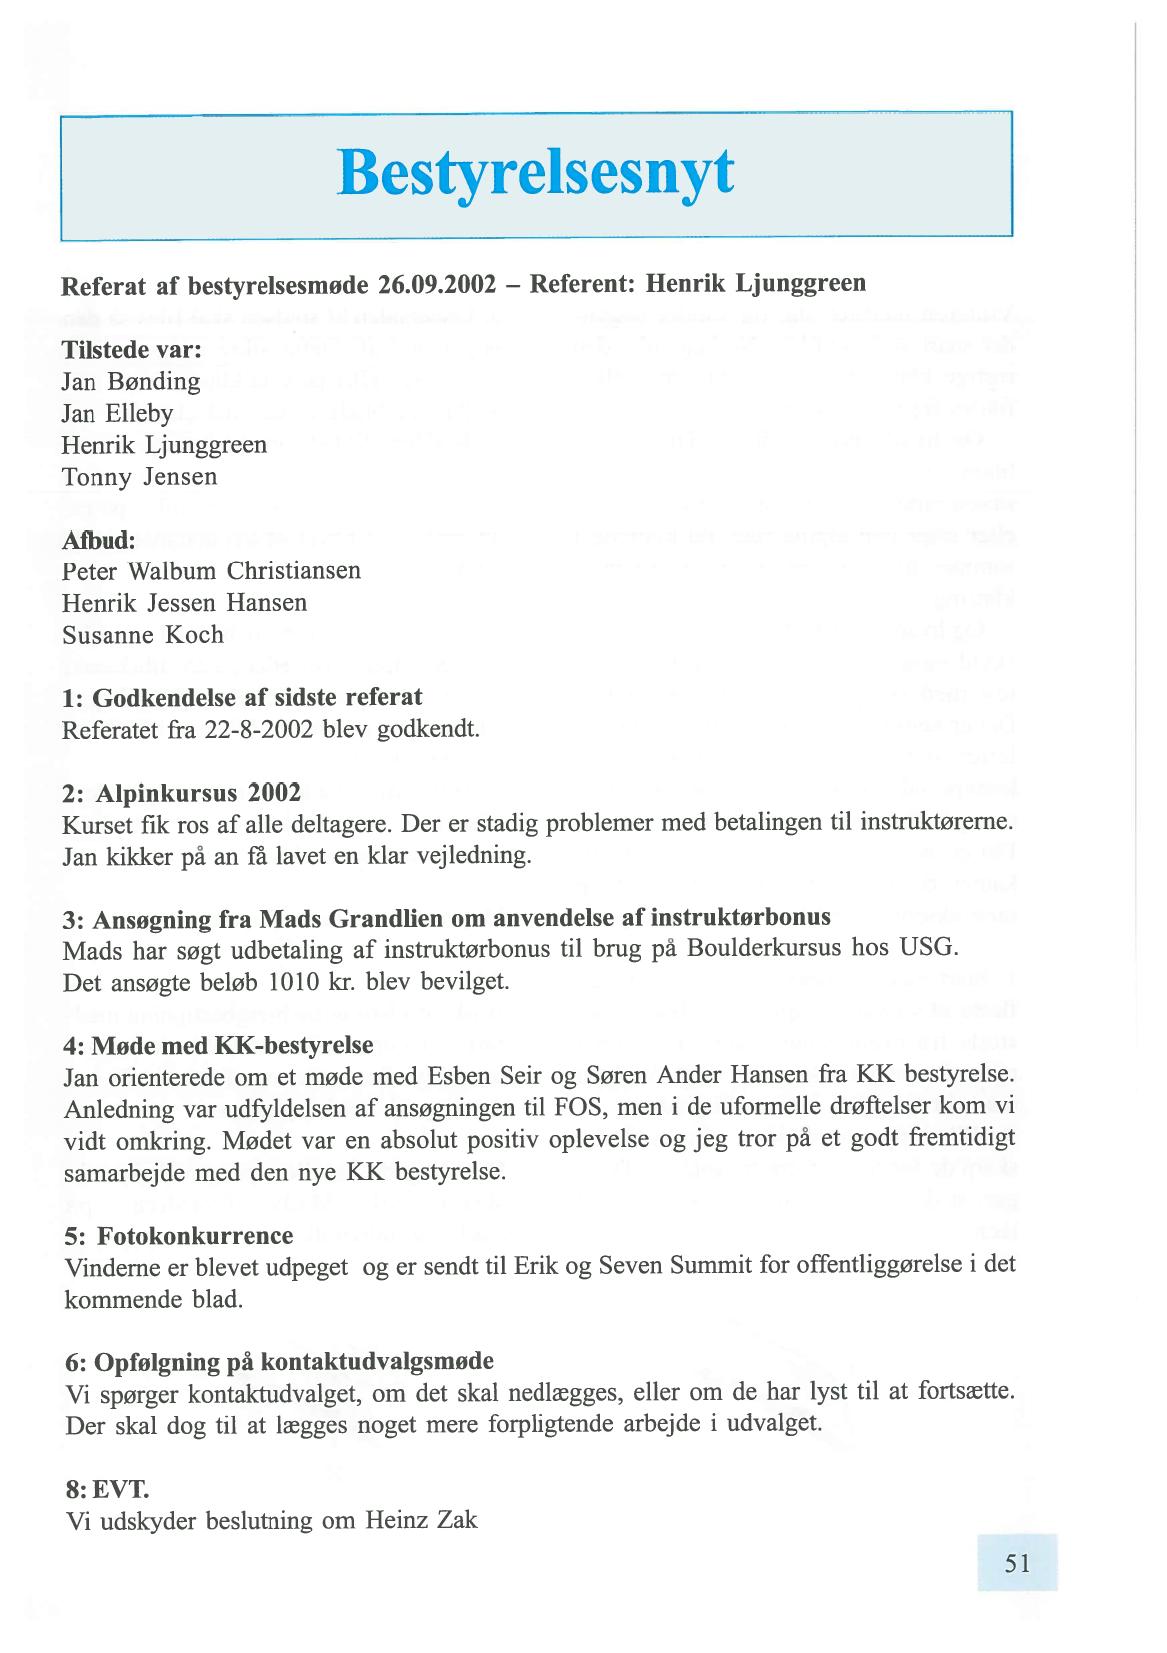 Bestyrelsesnyt
Referat af bestyrelsesmøde 26.09.2002 – Referent: Henrik Ljunggreen
Tilstede var:
Jan Bønding
Jan Elleby
Henrik Ljunggreen
Tonny Jensen
Afbud:
Peter Walbum Christiansen
Henrik Jessen Hansen
Susanne Koch
1: Godkendelse af sidste referat
Referatet fra 22-8-2002 blev godkendt.
2: Alpinkursus 2002
Kurset fik ros af alle deltagere. Der er stadig problemer med betalingen til instruktørerne.
Jan kikker på an få lavet en klar vejledning.
3: Ansøgning fra Mads Grandlien om anvendelse af instruktørbonus
Mads har søgt udbetaling af instruktørbonus til brug på Boulderkursus hos USG.
Det ansøgte beløb 1010 kr. blev bevilget.
4: Møde med KK-bestyrelse
Jan orienterede om et møde med Esben Seir og Søren Ander Hansen fra KK bestyrelse.
Anledning var udfyldelsen af ansøgningen til FOS, men i de uformelle drøftelser kom vi
vidt omkring. Mødet var en absolut positiv oplevelse og jeg tror på et godt fremtidigt
samarbejde med den nye KK bestyrelse.
5: Fotokonkurrence
Vinderne er blevet udpeget og er sendt til Erik og Seven Summit for offentliggørelse i det
kommende blad.
6: Opfølgning på kontaktudvalgsmøde
Vi spørger kontaktudvalget, om det skal nedlægges, eller om de har lyst til at fortsætte.
Der skal dog til at lægges noget mere forpligtende arbejde i udvalget.
8: EVT.
Vi udskyder beslutning om Heinz Zak
51